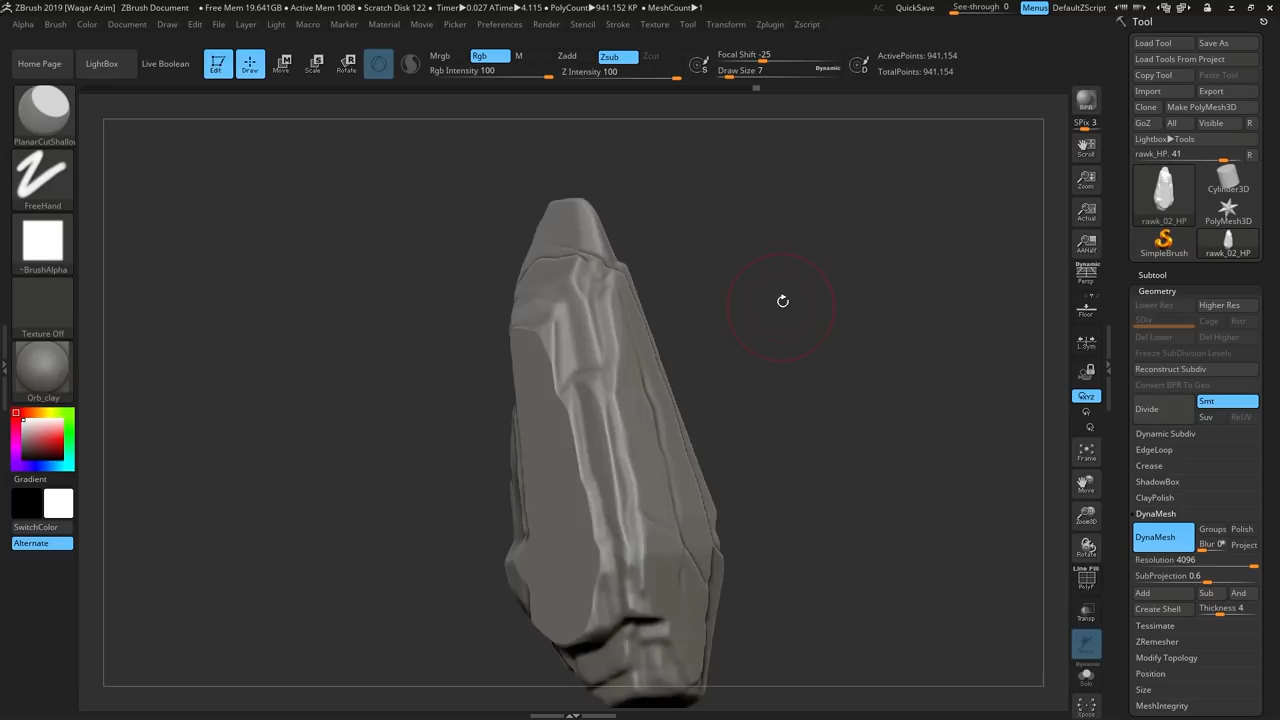 ZBrush 2019 [Waqar Azim] ZBrush Document • Free Mem 19.641GB • Active Mem 1008 • Scratch Disk 122 • Timer▶0.027 ATime▶4.115 • PolyCount▶941.152 KP • MeshCount▶1 AC QuickSave See-through 0 Menus DefaultZScript
Alpha Brush Color Document Draw Edit File Layer Light Macro Marker Material Movie Picker Preferences Render Stencil Stroke Texture Tool Transform Zplugin Zscript
Home Page LightBox Live Boolean Edit Draw Move Scale Rotate
Mrgb Rgb M Zadd Zsub Zcut
Rgb Intensity 100 Z Intensity 100
Focal Shift -25
Draw Size 7 Dynamic
S D
ActivePoints: 941,154
TotalPoints: 941,154
PlanarCutShallow
FreeHand
~BrushAlpha
Texture Off
Orb_clay
Gradient
SwitchColor
Alternate
BPR
SPix 3
Scroll
Zoom
Actual
AAHalf
Dynamic
Persp
Floor
L.Sym
XYZ
Frame
Move
Zoom3D
Rotate
Line Fill
PolyF
Transp
Dynamic
Solo
Xpose
Tool
Load Tool Save As
Load Tools From Project
Copy Tool Paste Tool
Import Export
Clone Make PolyMesh3D
GoZ All Visible R
Lightbox▶Tools
rawk_HP. 41 R
rawk_02_HP Cylinder3D
PolyMesh3D
SimpleBrush rawk_02_HP
Subtool
Geometry
Lower Res Higher Res
SDiv Cage Rstr
Del Lower Del Higher
Freeze SubDivision Levels
Reconstruct Subdiv
Convert BPR To Geo
Divide Smt
Suv ReUV
Dynamic Subdiv
EdgeLoop
Crease
ShadowBox
ClayPolish
DynaMesh
DynaMesh Groups Polish
Blur 0 Project
Resolution 4096
SubProjection 0.6
Add Sub And
Create Shell Thickness 4
Tessimate
ZRemesher
Modify Topology
Position
Size
MeshIntegrity